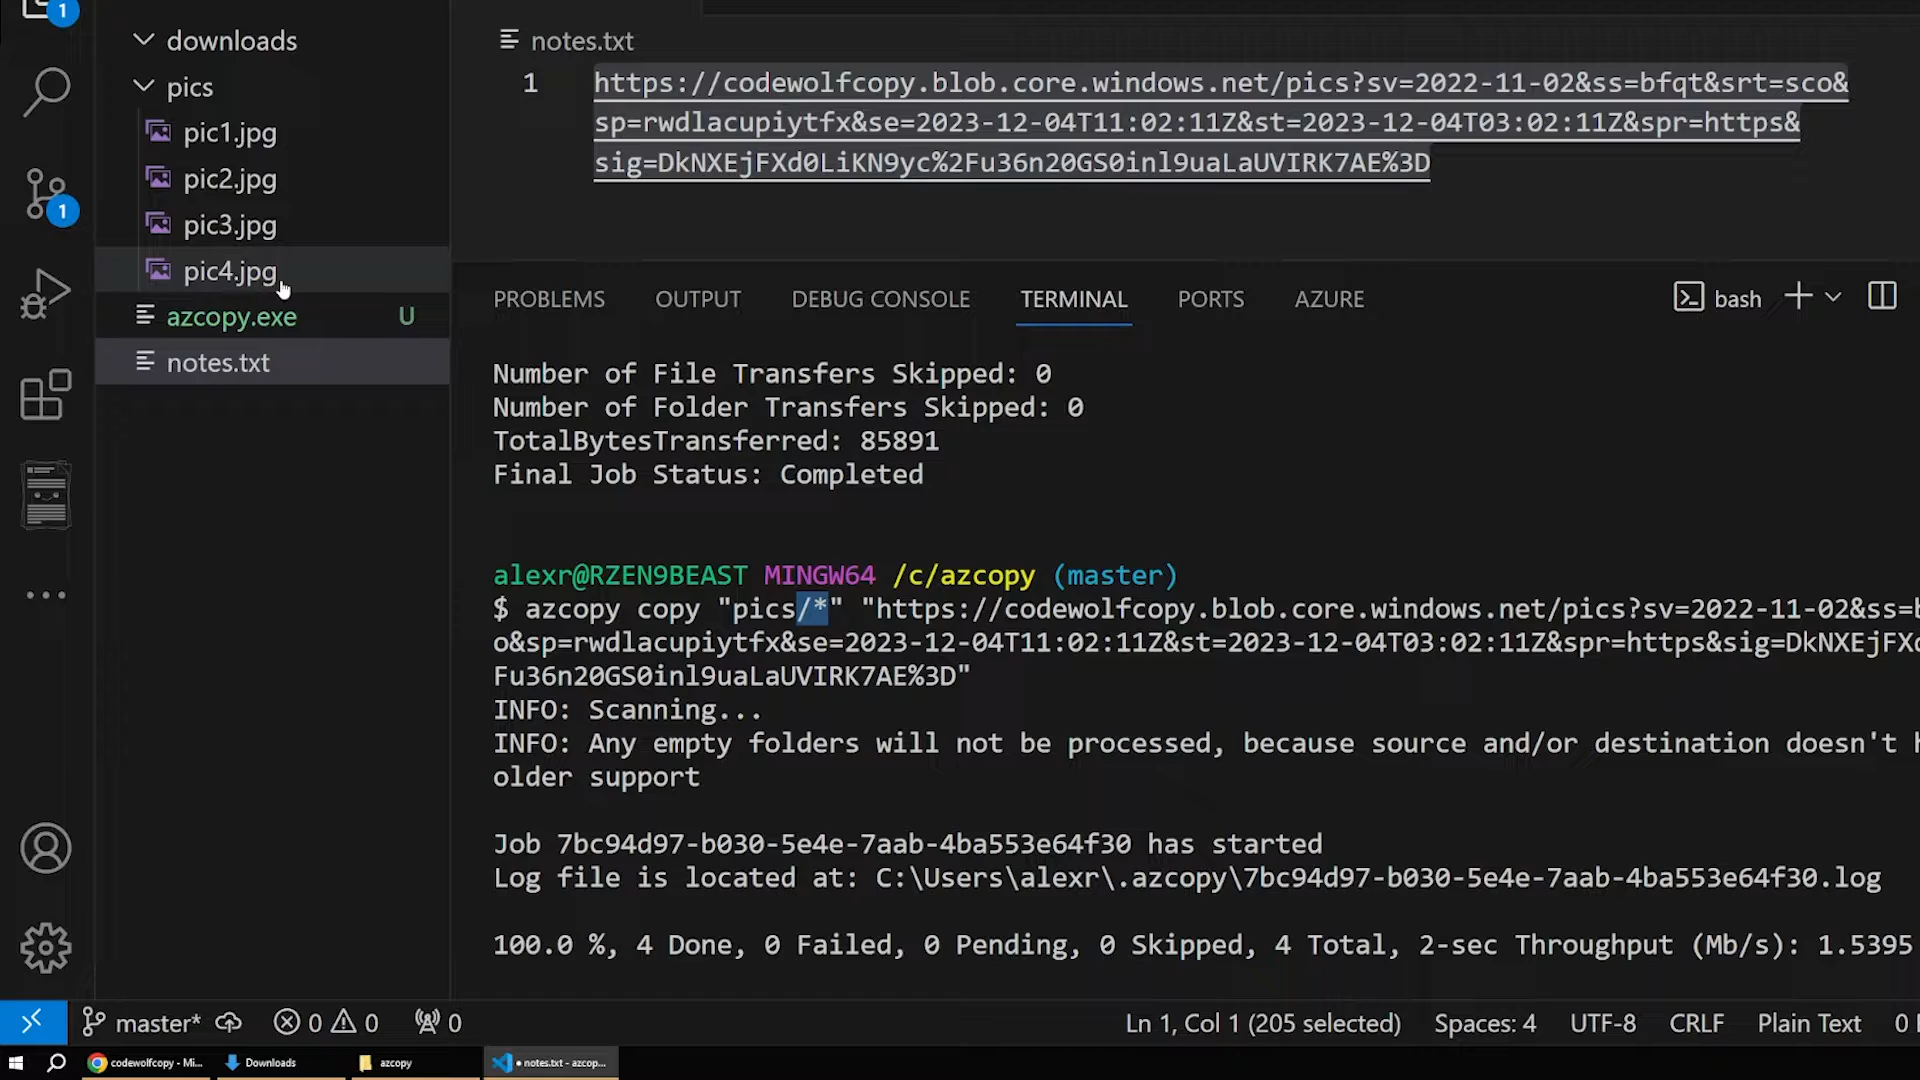 1
downloads
pics
pic1.jpg
pic2.jpg
pic3.jpg
pic4.jpg
azcopy.exe U
notes.txt
1
notes.txt
1 https://codewolfcopy.blob.core.windows.net/pics?sv=2022-11-02&ss=bfqt&srt=sco&
sp=rwdlacupiytfx&se=2023-12-04T11:02:11Z&st=2023-12-04T03:02:11Z&spr=https&
sig=DkNXEjFXd0LiKN9yc%2Fu36n20GS0inl9uaLaUVIRK7AE%3D
PROBLEMS OUTPUT DEBUG CONSOLE TERMINAL PORTS AZURE bash
Number of File Transfers Skipped: 0
Number of Folder Transfers Skipped: 0
TotalBytesTransferred: 85891
Final Job Status: Completed
alexr@RZEN9BEAST MINGW64 /c/azcopy (master)
$ azcopy copy "pics/*" "https://codewolfcopy.blob.core.windows.net/pics?sv=2022-11-02&ss=b
o&sp=rwdlacupiytfx&se=2023-12-04T11:02:11Z&st=2023-12-04T03:02:11Z&spr=https&sig=DkNXEjFX
Fu36n20GS0inl9uaLaUVIRK7AE%3D"
INFO: Scanning...
INFO: Any empty folders will not be processed, because source and/or destination doesn't
older support
Job 7bc94d97-b030-5e4e-7aab-4ba553e64f30 has started
Log file is located at: C:\Users\alexr\.azcopy\7bc94d97-b030-5e4e-7aab-4ba553e64f30.log
100.0 %, 4 Done, 0 Failed, 0 Pending, 0 Skipped, 4 Total, 2-sec Throughput (Mb/s): 1.5395
master* 0 0 0 Ln 1, Col 1 (205 selected) Spaces: 4 UTF-8 CRLF Plain Text 0
codewolfcopy - Mi... Downloads azcopy notes.txt - azcop...